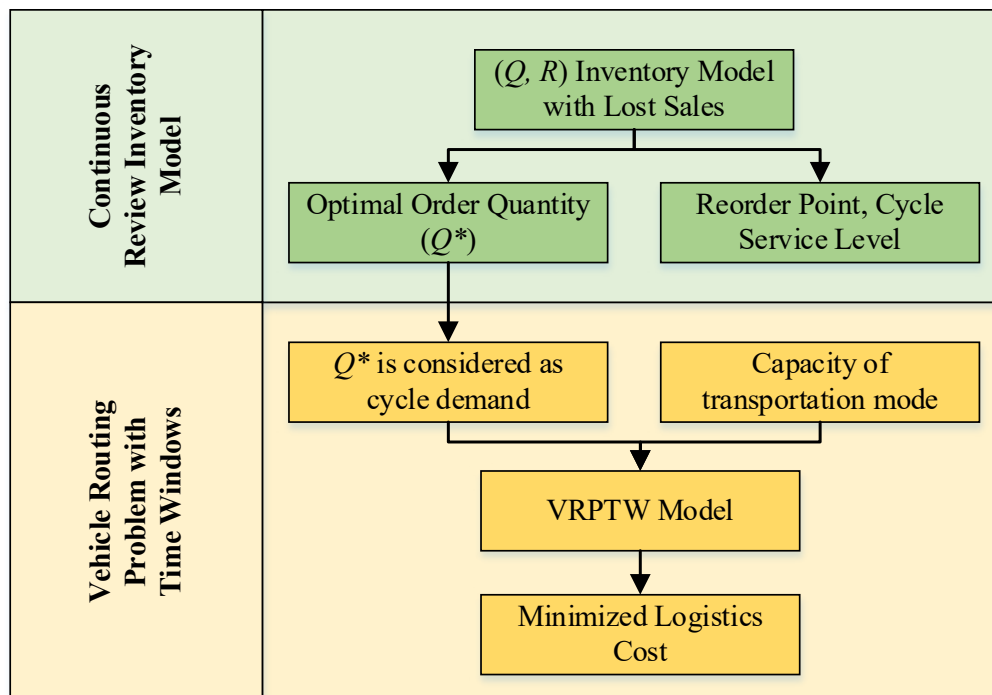 Continuous
Review Inventory
Model
(Q, R) Inventory Model
with Lost Sales
Optimal Order Quantity
(Q*)
Reorder Point, Cycle
Service Level
Vehicle Routing
Problem with
Time Windows
Q* is considered as
cycle demand
Capacity of
transportation mode
VRPTW Model
Minimized Logistics
Cost